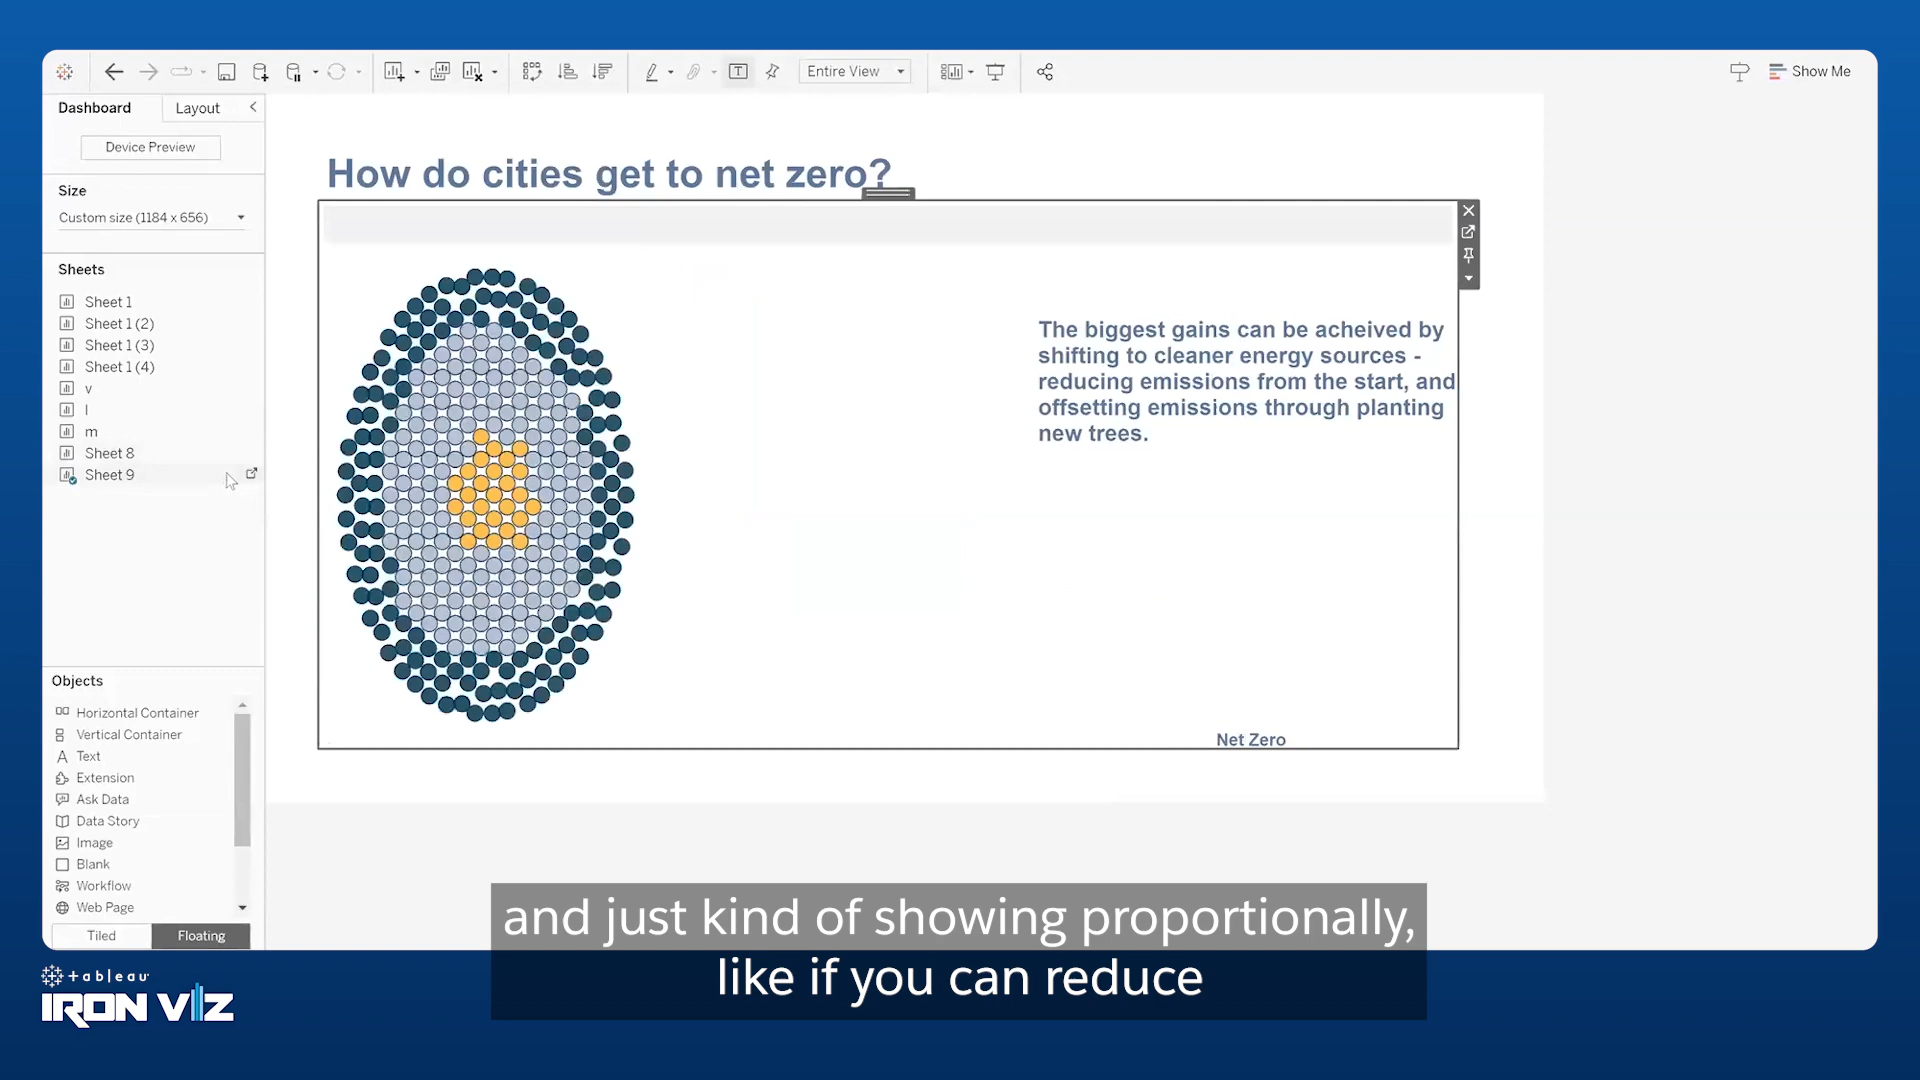 Entire View
Show Me
Dashboard
Layout
Device Preview
Size
Custom size (1184 x 656)
Sheets
Sheet 1
Sheet 1 (2)
Sheet 1 (3)
Sheet 1 (4)
v
l
m
Sheet 8
Sheet 9
Objects
Horizontal Container
Vertical Container
Text
Extension
Ask Data
Data Story
Image
Blank
Workflow
Web Page
Tiled
Floating
How do cities get to net zero?
The biggest gains can be acheived by
shifting to cleaner energy sources -
reducing emissions from the start, and
offsetting emissions through planting
new trees.
Net Zero
and just kind of showing proportionally,
like if you can reduce
+ableau
IRON VIZ